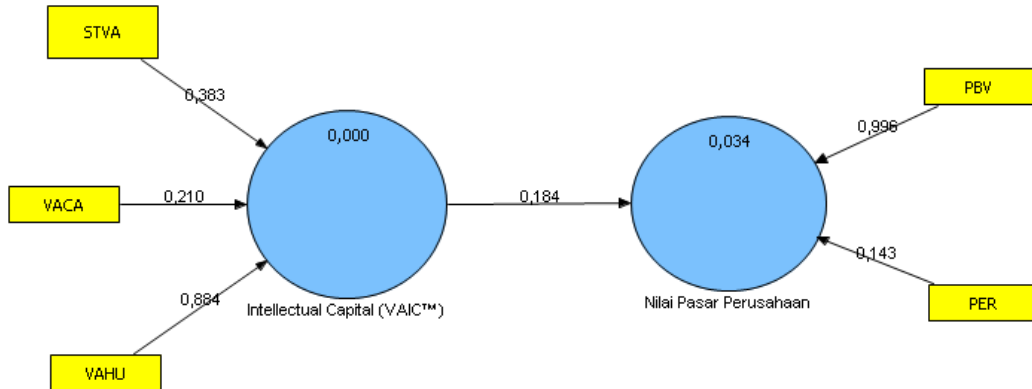 STVA
0,383
0,000
VACA
0,210
VAHU
0,884
Intellectual Capital (VAIC™)
0,184
0,034
Nilai Pasar Perusahaan
PBV
0,996
0,143
PER